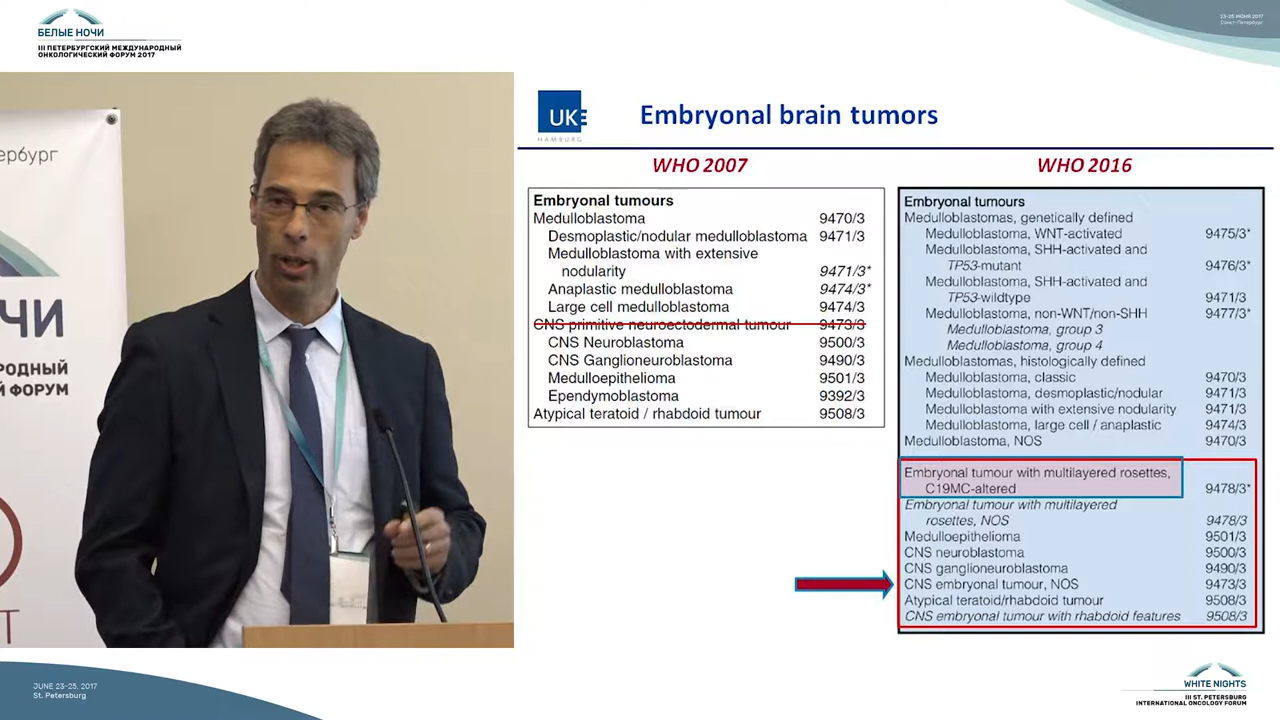 БЕЛЫЕ НОЧИ
III ПЕТЕРБУРГСКИЙ МЕЖДУНАРОДНЫЙ
ОНКОЛОГИЧЕСКИЙ ФОРУМ 2017
23-25 ИЮНЯ 2017
Санкт-Петербург
ербург
ЧИ
РОДНЫЙ
Й ФОРУМ
Т
UKE
HAMBURG
Embryonal brain tumors
WHO 2007
Embryonal tumours
Medulloblastoma 9470/3
Desmoplastic/nodular medulloblastoma 9471/3
Medulloblastoma with extensive
nodularity 9471/3*
Anaplastic medulloblastoma 9474/3*
Large cell medulloblastoma 9474/3
CNS primitive neuroectodermal tumour 9473/3
CNS Neuroblastoma 9500/3
CNS Ganglioneuroblastoma 9490/3
Medulloepithelioma 9501/3
Ependymoblastoma 9392/3
Atypical teratoid / rhabdoid tumour 9508/3
WHO 2016
Embryonal tumours
Medulloblastomas, genetically defined
Medulloblastoma, WNT-activated 9475/3*
Medulloblastoma, SHH-activated and
TP53-mutant 9476/3*
Medulloblastoma, SHH-activated and
TP53-wildtype 9471/3
Medulloblastoma, non-WNT/non-SHH 9477/3*
Medulloblastoma, group 3
Medulloblastoma, group 4
Medulloblastomas, histologically defined
Medulloblastoma, classic 9470/3
Medulloblastoma, desmoplastic/nodular 9471/3
Medulloblastoma with extensive nodularity 9471/3
Medulloblastoma, large cell / anaplastic 9474/3
Medulloblastoma, NOS 9470/3
Embryonal tumour with multilayered rosettes,
C19MC-altered 9478/3*
Embryonal tumour with multilayered
rosettes, NOS 9478/3
Medulloepithelioma 9501/3
CNS neuroblastoma 9500/3
CNS ganglioneuroblastoma 9490/3
CNS embryonal tumour, NOS 9473/3
Atypical teratoid/rhabdoid tumour 9508/3
CNS embryonal tumour with rhabdoid features 9508/3
JUNE 23-25, 2017
St. Petersburg
WHITE NIGHTS
III ST. PETERSBURG
INTERNATIONAL ONCOLOGY FORUM